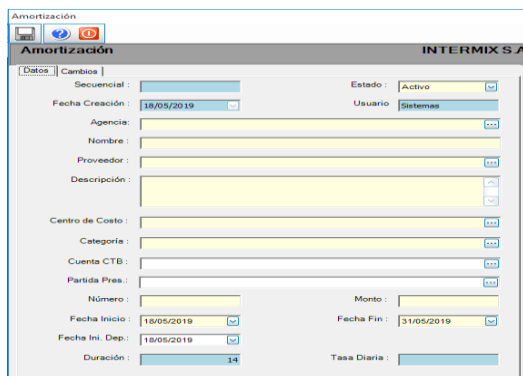 Amortización
Amortización INTERMIX S.A
Datos Cambios
Secuencial : Estado : Activo
Fecha Creación : 18/05/2019 Usuario Sistemas
Agencia:
Nombre :
Proveedor :
Descripción :
Centro de Costo :
Categoría :
Cuenta CTB :
Partida Pres.:
Número : Monto :
Fecha Inicio : 18/05/2019 Fecha Fin : 31/05/2019
Fecha Ini. Dep.: 18/05/2019
Duración : 14 Tasa Diaria :